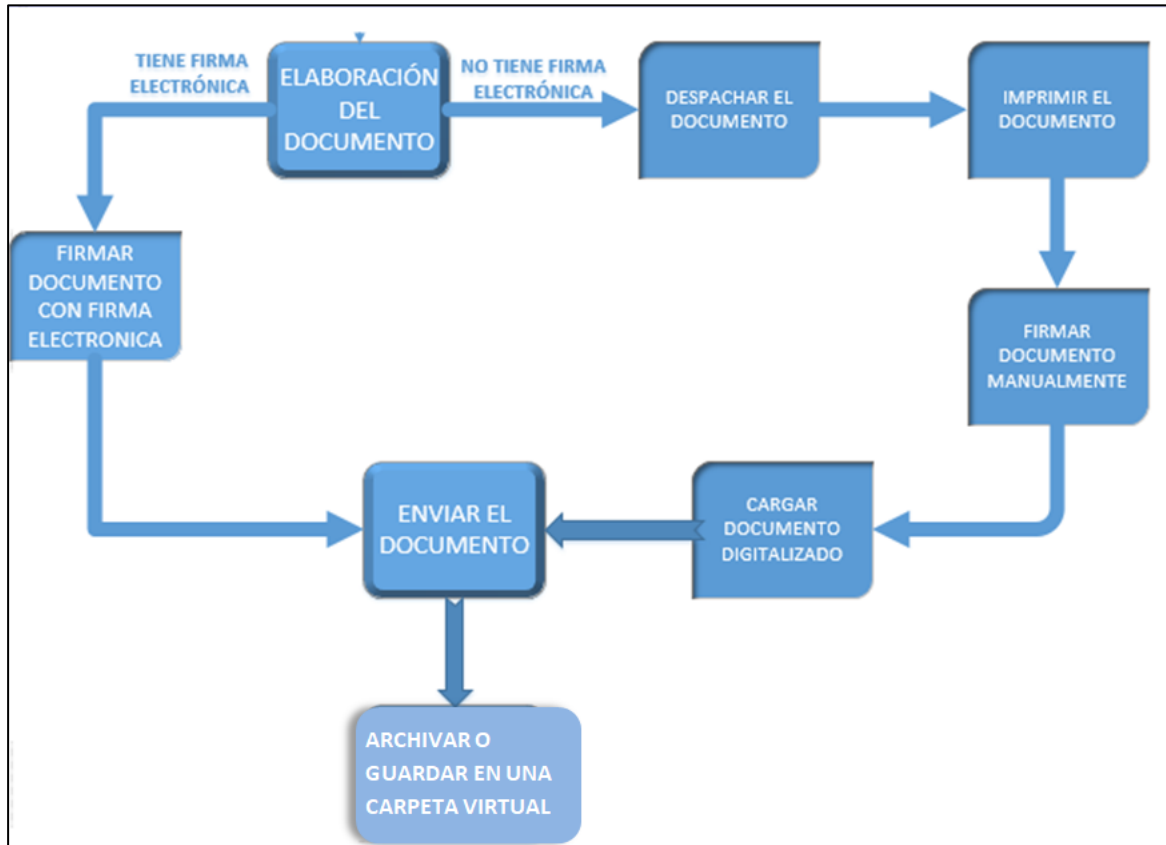 TIENE FIRMA
ELECTRÓNICA
ELABORACIÓN
DEL
DOCUMENTO
NO TIENE FIRMA
ELECTRÓNICA
DESPACHAR EL
DOCUMENTO
IMPRIMIR EL
DOCUMENTO
FIRMAR
DOCUMENTO
CON FIRMA
ELECTRONICA
FIRMAR
DOCUMENTO
MANUALMENTE
ENVIAR EL
DOCUMENTO
CARGAR
DOCUMENTO
DIGITALIZADO
ARCHIVAR O
GUARDAR EN UNA
CARPETA VIRTUAL